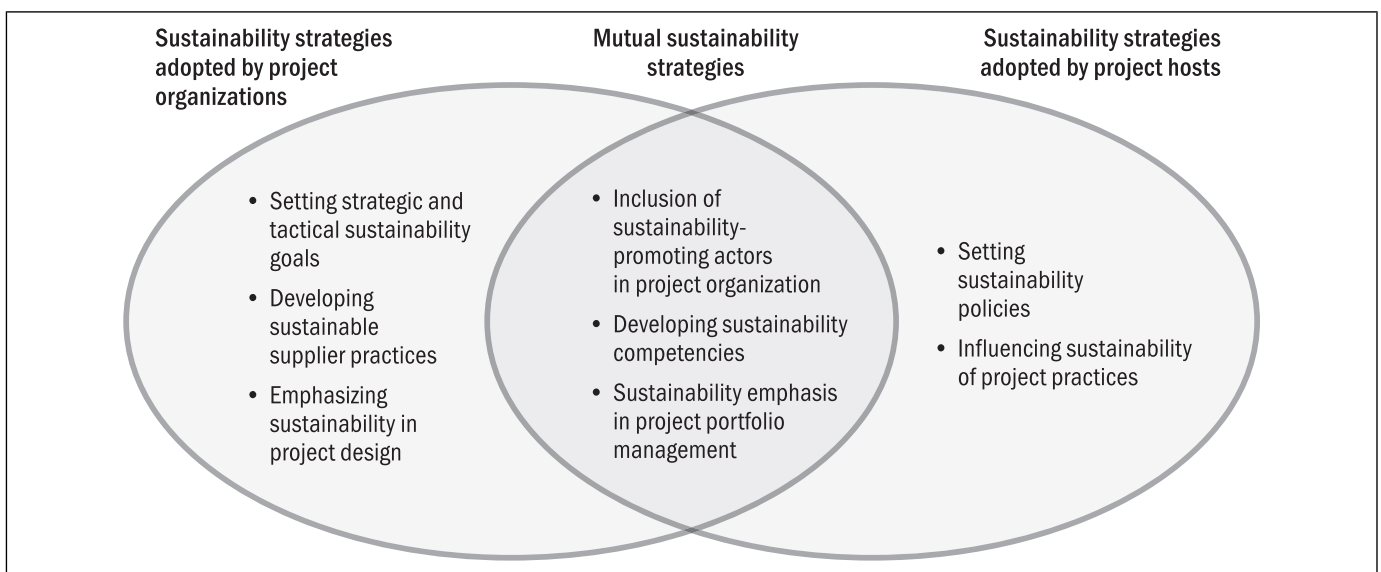 Sustainability strategies
adopted by project
organizations
Mutual sustainability
strategies
Sustainability strategies
adopted by project hosts
• Setting strategic and
tactical sustainability
goals
• Developing
sustainable
supplier practices
• Emphasizing
sustainability in
project design
• Inclusion of
sustainability-
promoting actors
in project organization
• Developing sustainability
competencies
• Sustainability emphasis
in project portfolio
management
• Setting
sustainability
policies
• Influencing sustainability
of project practices